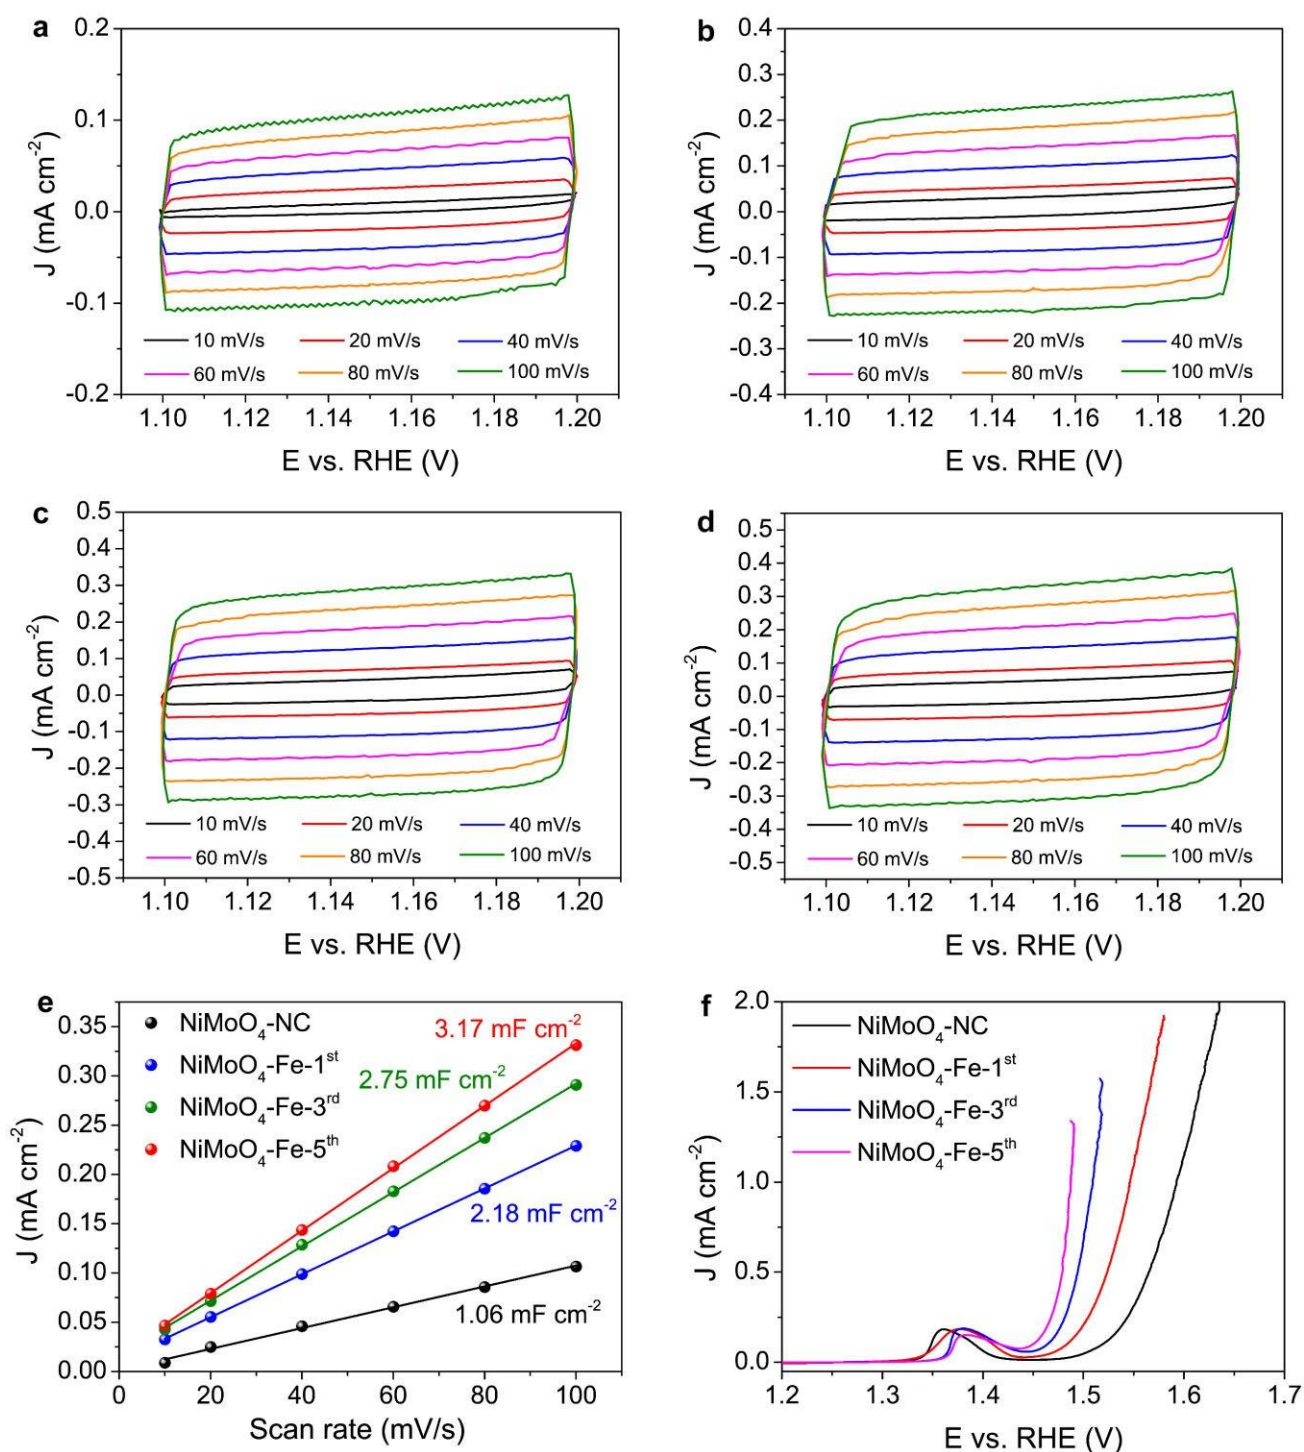 a
0.2
0.1
0.0
-0.1
-0.2
J (mA cm-2)
10 mV/s 20 mV/s 40 mV/s
60 mV/s 80 mV/s 100 mV/s
1.10 1.12 1.14 1.16 1.18 1.20
E vs. RHE (V)
b
0.4
0.3
0.2
0.1
0.0
-0.1
-0.2
-0.3
-0.4
J (mA cm-2)
10 mV/s 20 mV/s 40 mV/s
60 mV/s 80 mV/s 100 mV/s
1.10 1.12 1.14 1.16 1.18 1.20
E vs. RHE (V)
c
0.5
0.4
0.3
0.2
0.1
0.0
-0.1
-0.2
-0.3
-0.4
-0.5
J (mA cm-2)
10 mV/s 20 mV/s 40 mV/s
60 mV/s 80 mV/s 100 mV/s
1.10 1.12 1.14 1.16 1.18 1.20
E vs. RHE (V)
d
0.5
0.4
0.3
0.2
0.1
0.0
-0.1
-0.2
-0.3
-0.4
-0.5
J (mA cm-2)
10 mV/s 20 mV/s 40 mV/s
60 mV/s 80 mV/s 100 mV/s
1.10 1.12 1.14 1.16 1.18 1.20
E vs. RHE (V)
e
0.35
0.30
0.25
0.20
0.15
0.10
0.05
0.00
J (mA cm-2)
NiMoO4-NC
NiMoO4-Fe-1st
NiMoO4-Fe-3rd
NiMoO4-Fe-5th
3.17 mF cm-2
2.75 mF cm-2
2.18 mF cm-2
1.06 mF cm-2
0 20 40 60 80 100
Scan rate (mV/s)
f
2.0
1.5
1.0
0.5
0.0
J (mA cm-2)
NiMoO4-NC
NiMoO4-Fe-1st
NiMoO4-Fe-3rd
NiMoO4-Fe-5th
1.2 1.3 1.4 1.5 1.6 1.7
E vs. RHE (V)